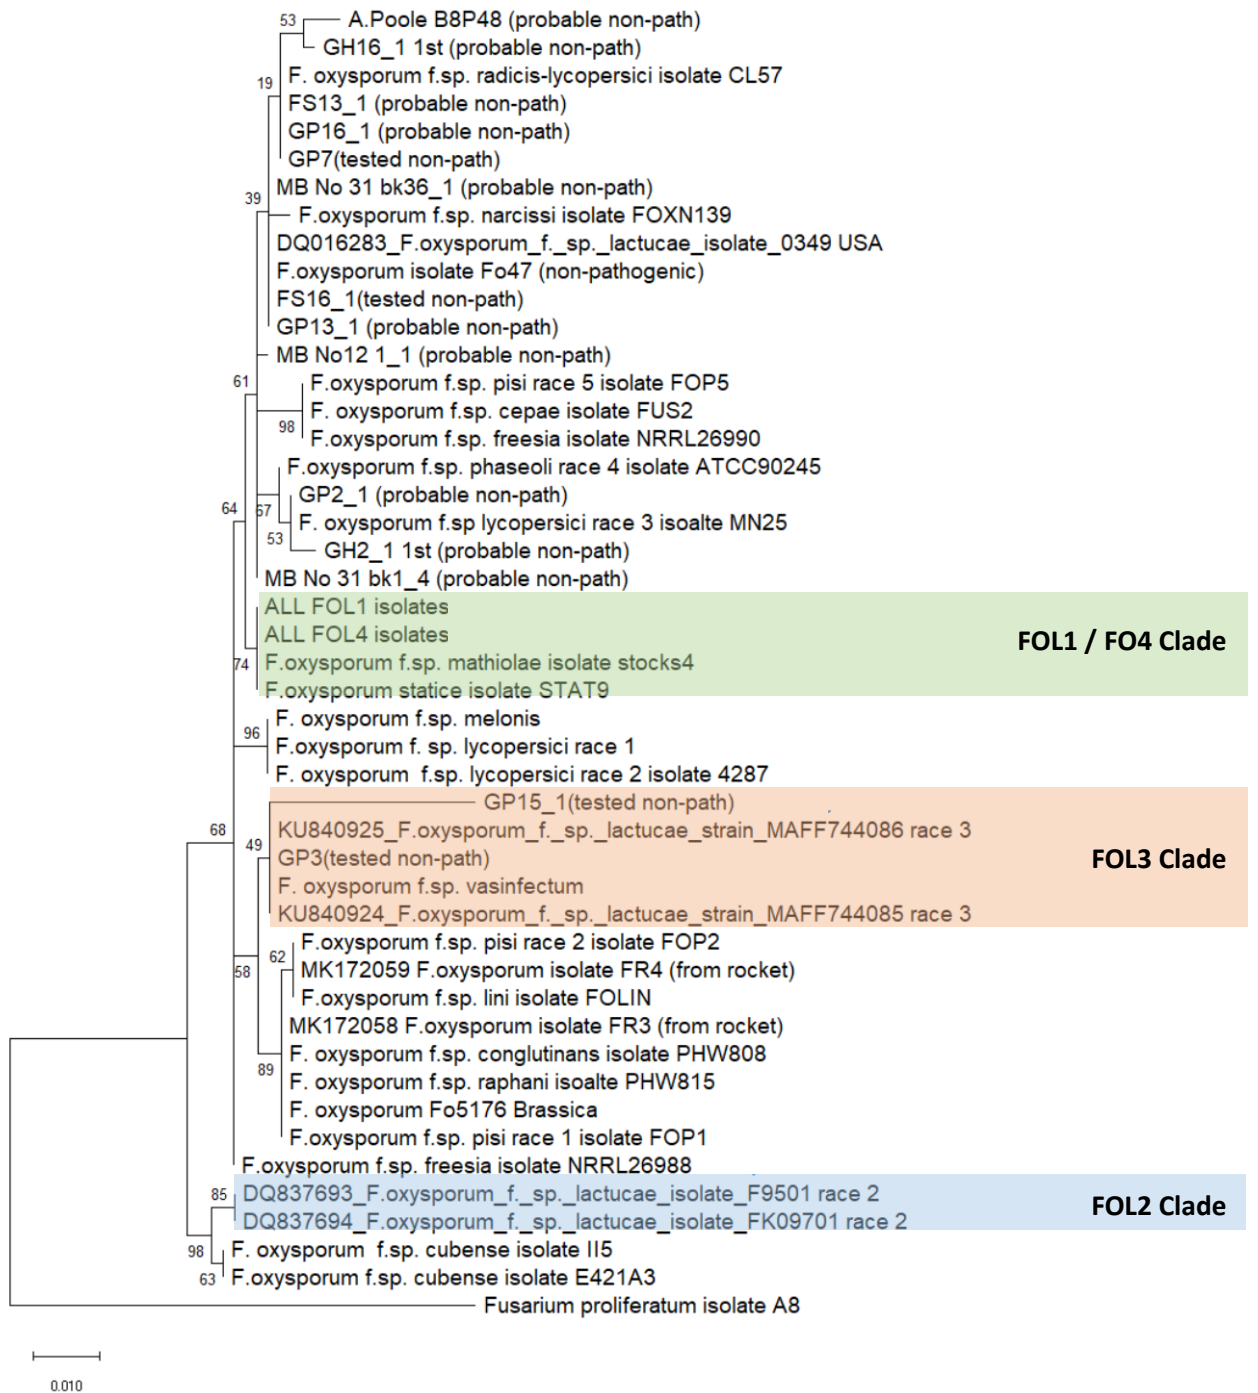 53
A.Poole B8P48 (probable non-path)
GH16_1 1st (probable non-path)
19
F. oxysporum f.sp. radicis-lycopersici isolate CL57
FS13_1 (probable non-path)
GP16_1 (probable non-path)
GP7(tested non-path)
39
MB No 31 bk36_1 (probable non-path)
F.oxysporum f.sp. narcissi isolate FOXN139
DQ016283_F.oxysporum_f._sp._lactucae_isolate_0349 USA
F.oxysporum isolate Fo47 (non-pathogenic)
FS16_1(tested non-path)
GP13_1 (probable non-path)
MB No12 1_1 (probable non-path)
61
F.oxysporum f.sp. pisi race 5 isolate FOP5
F. oxysporum f.sp. cepae isolate FUS2
98
F.oxysporum f.sp. freesia isolate NRRL26990
F.oxysporum f.sp. phaseoli race 4 isolate ATCC90245
GP2_1 (probable non-path)
64
67
F. oxysporum f.sp lycopersici race 3 isoalte MN25
53
GH2_1 1st (probable non-path)
MB No 31 bk1_4 (probable non-path)
ALL FOL1 isolates
ALL FOL4 isolates
FOL1 / FO4 Clade
74
F.oxysporum f.sp. mathiolae isolate stocks4
F.oxysporum statice isolate STAT9
F. oxysporum f.sp. melonis
96
F.oxysporum f. sp. lycopersici race 1
F. oxysporum f.sp. lycopersici race 2 isolate 4287
GP15_1(tested non-path)
68
KU840925_F.oxysporum_f._sp._lactucae_strain_MAFF744086 race 3
49
GP3(tested non-path)
FOL3 Clade
F. oxysporum f.sp. vasinfectum
KU840924_F.oxysporum_f._sp._lactucae_strain_MAFF744085 race 3
F.oxysporum f.sp. pisi race 2 isolate FOP2
62
58
MK172059 F.oxysporum isolate FR4 (from rocket)
F.oxysporum f.sp. lini isolate FOLIN
MK172058 F.oxysporum isolate FR3 (from rocket)
F. oxysporum f.sp. conglutinans isolate PHW808
89
F. oxysporum f.sp. raphani isoalte PHW815
F. oxysporum Fo5176 Brassica
F.oxysporum f.sp. pisi race 1 isolate FOP1
F.oxysporum f.sp. freesia isolate NRRL26988
85
DQ837693_F.oxysporum_f._sp._lactucae_isolate_F9501 race 2
FOL2 Clade
DQ837694_F.oxysporum_f._sp._lactucae_isolate_FK09701 race 2
98
F. oxysporum f.sp. cubense isolate II5
63
F.oxysporum f.sp. cubense isolate E421A3
Fusarium proliferatum isolate A8
0.010